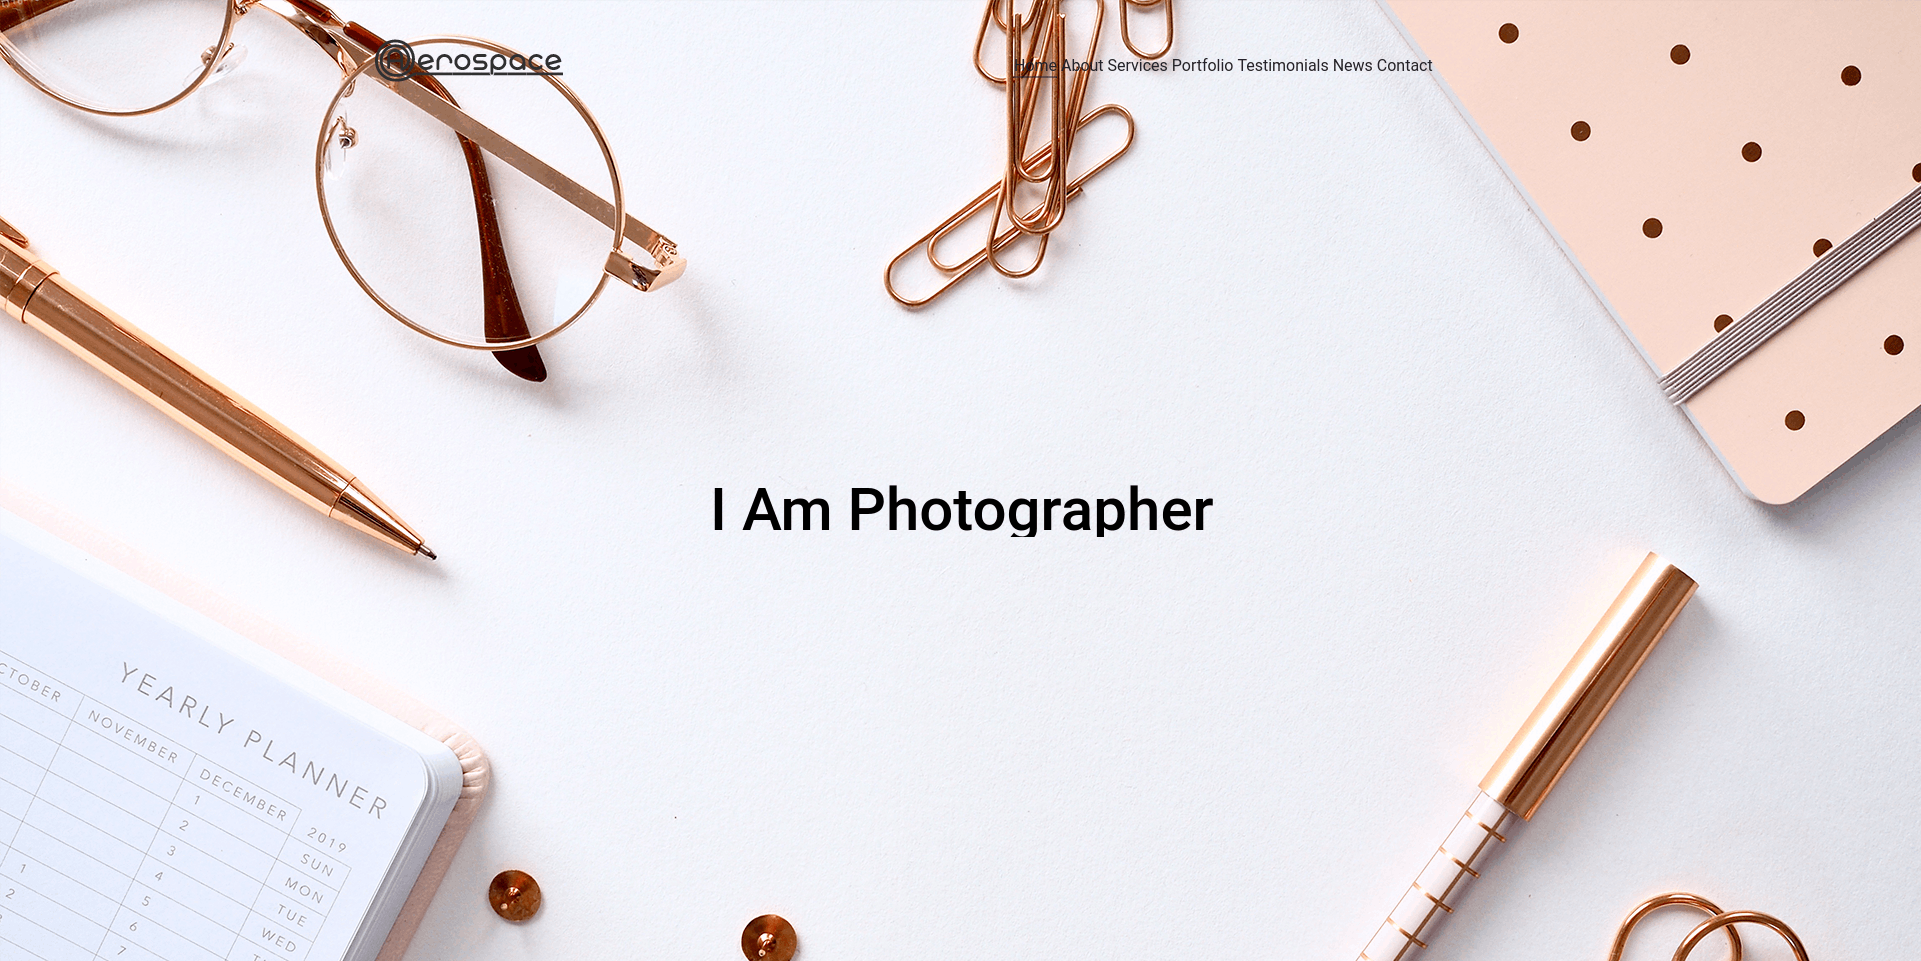 Aerospace
Home About Services Portfolio Testimonials News Contact
I Am Photographer
YEARLY PLANNER
OCTOBER NOVEMBER DECEMBER 2019
1 SUN
2 MON
3 TUE
1 4 WED
2 5
6
7